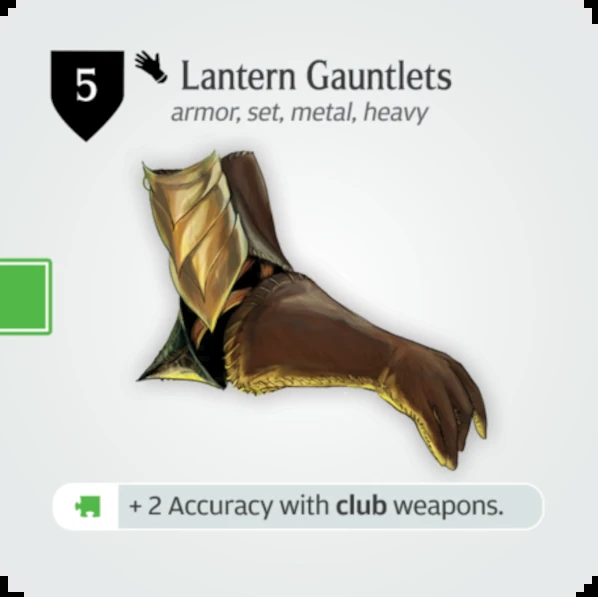 5
Lantern Gauntlets
armor, set, metal, heavy
+ 2 Accuracy with club weapons.